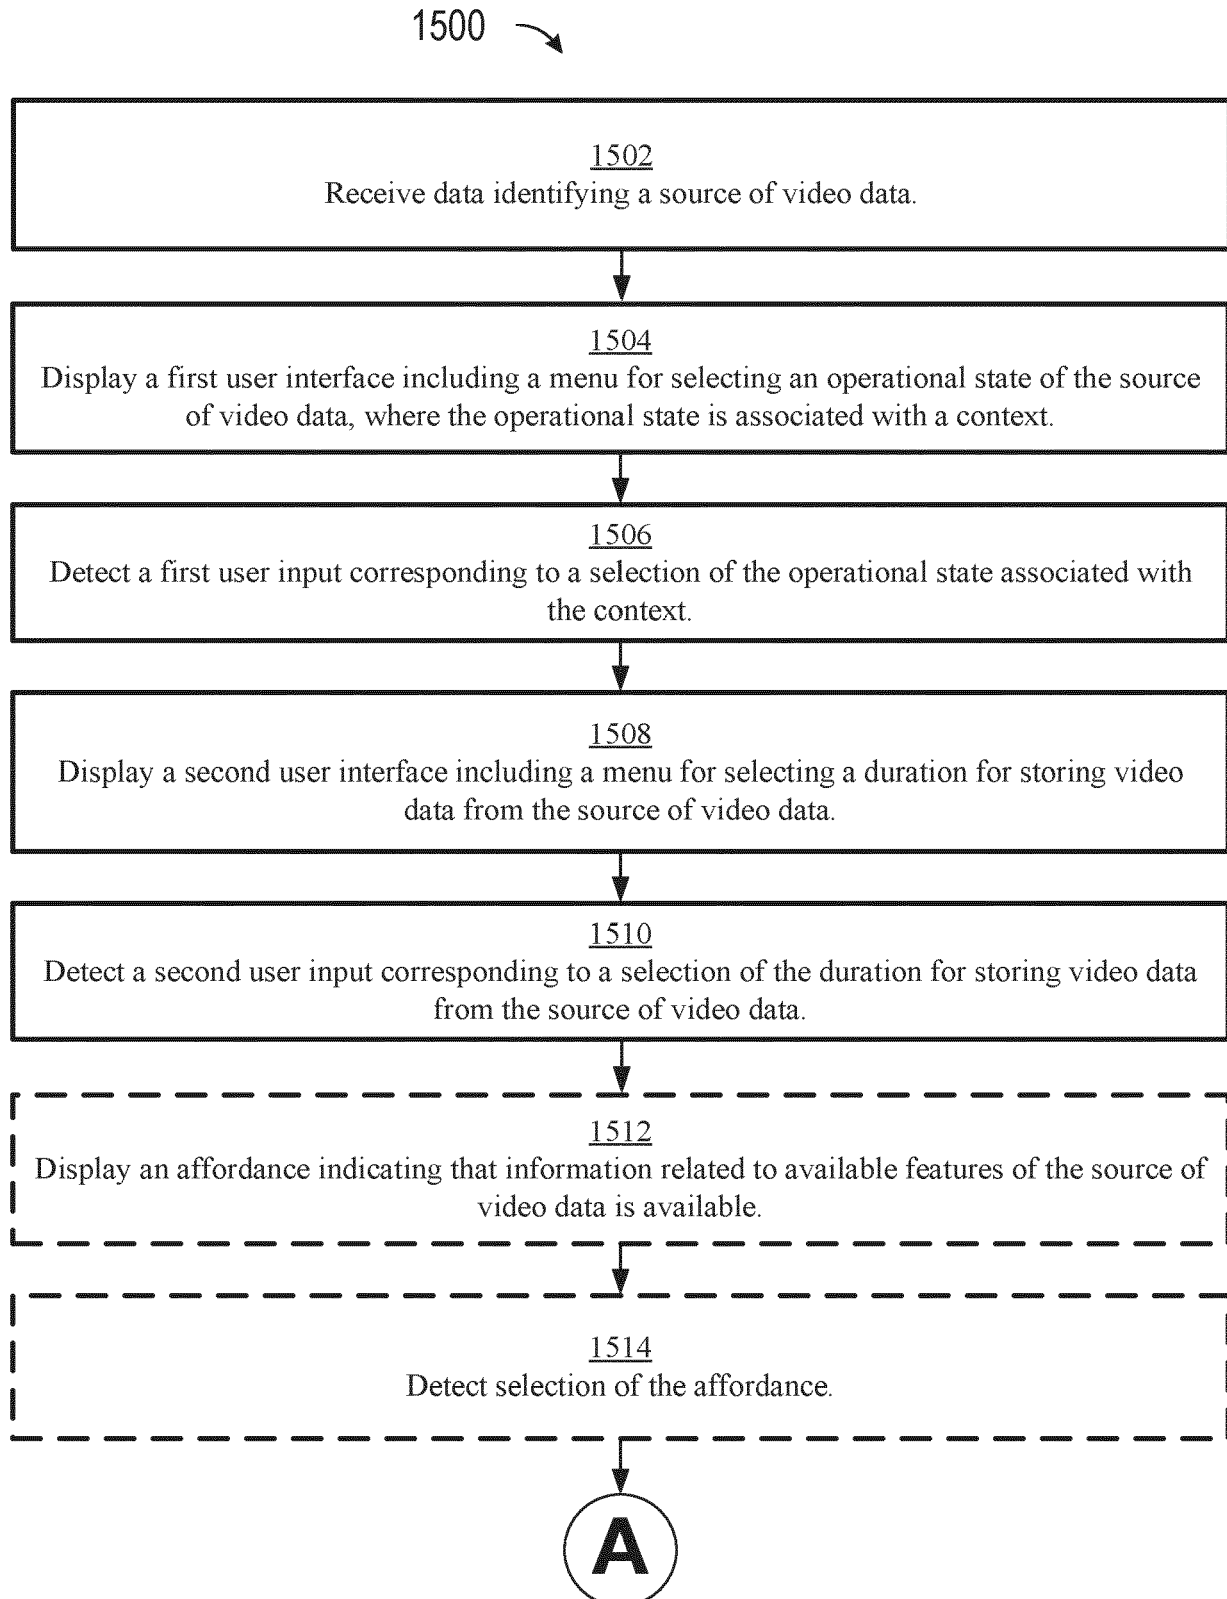 1500
1502
Receive data identifying a source of video data.
1504
Display a first user interface including a menu for selecting an operational state of the source
of video data, where the operational state is associated with a context.
1506
Detect a first user input corresponding to a selection of the operational state associated with
the context.
1508
Display a second user interface including a menu for selecting a duration for storing video
data from the source of video data.
1510
Detect a second user input corresponding to a selection of the duration for storing video data
from the source of video data.
1512
Display an affordance indicating that information related to available features of the source of
video data is available.
1514
Detect selection of the affordance.
A